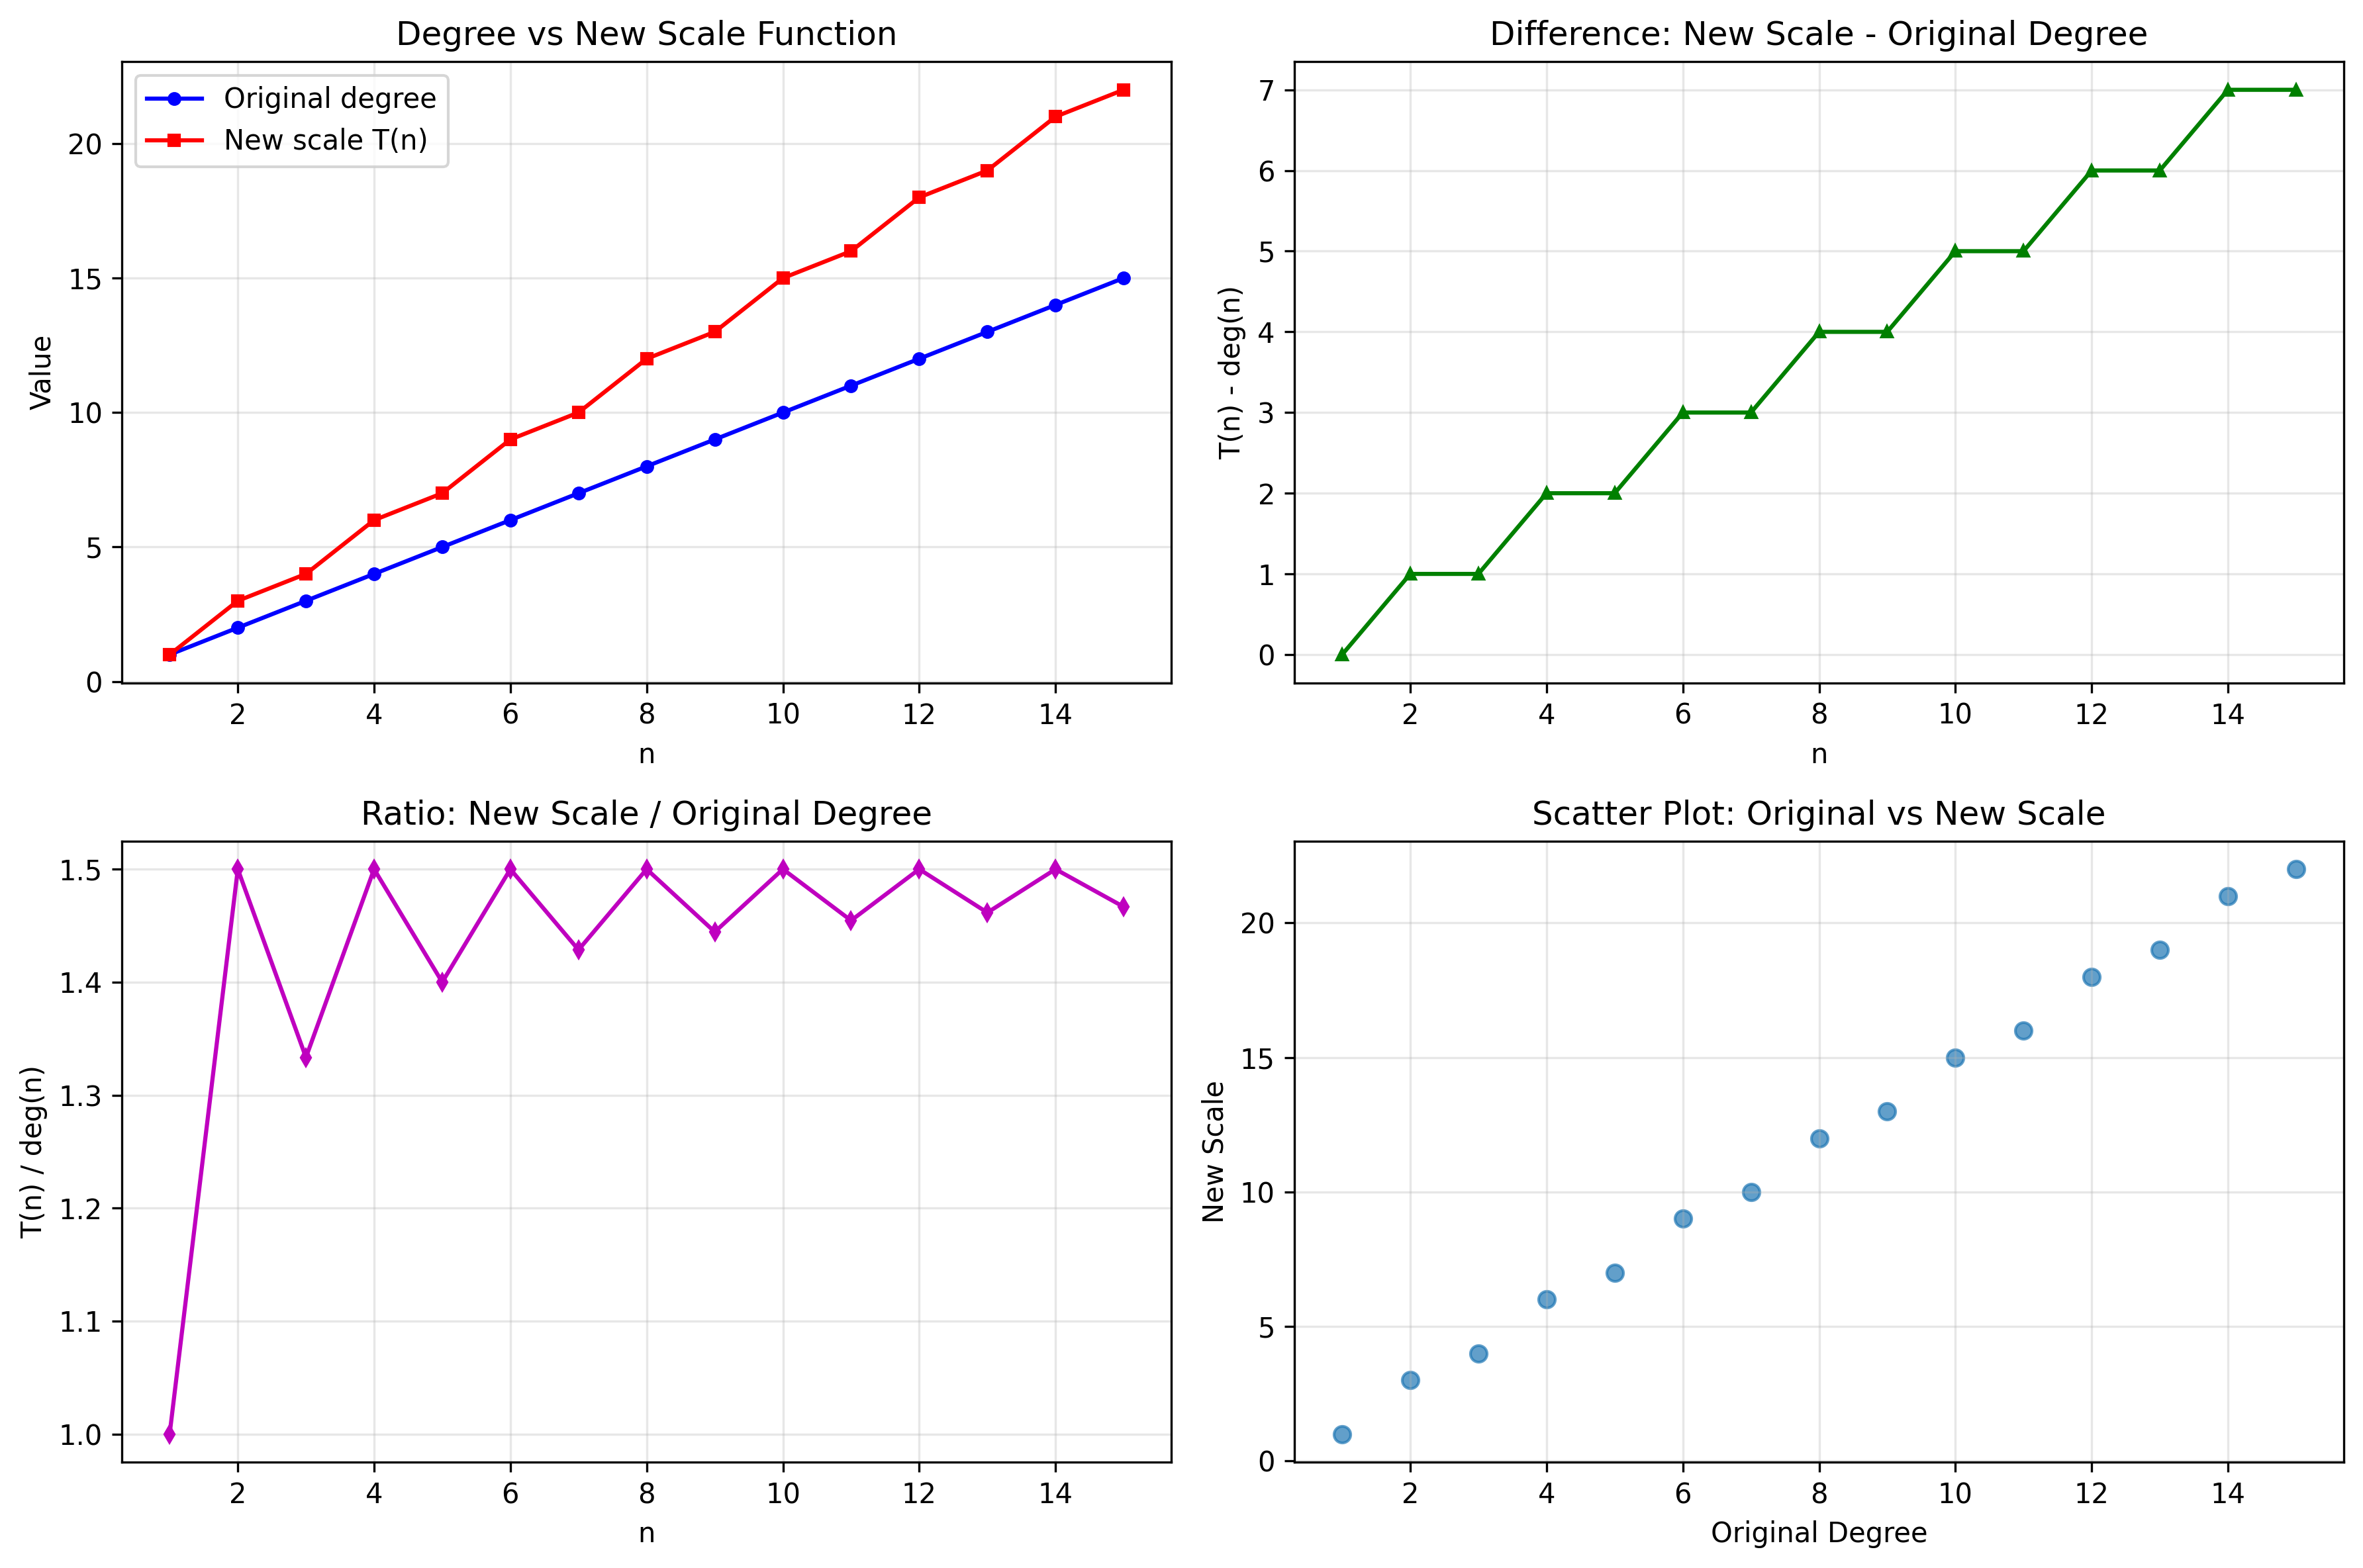 Degree vs New Scale Function
Original degree
New scale T(n)
Value
20
15
10
5
0
2 4 6 8 10 12 14
n
Difference: New Scale - Original Degree
T(n) - deg(n)
7
6
5
4
3
2
1
0
2 4 6 8 10 12 14
n
Ratio: New Scale / Original Degree
T(n) / deg(n)
1.5
1.4
1.3
1.2
1.1
1.0
2 4 6 8 10 12 14
n
Scatter Plot: Original vs New Scale
New Scale
20
15
10
5
0
2 4 6 8 10 12 14
Original Degree